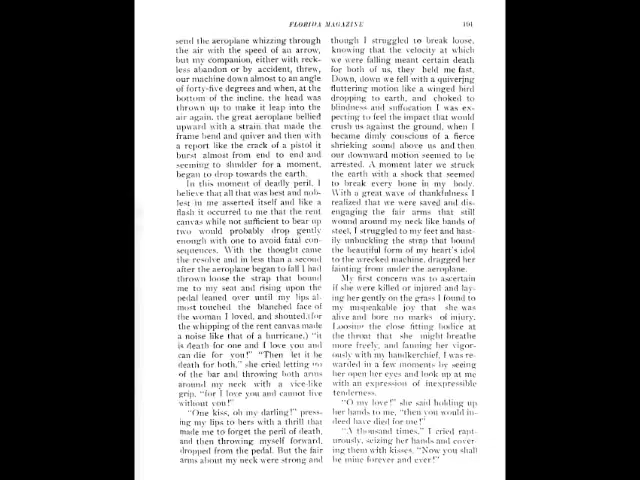 FLORIDA MAGAZINE 101
send the aeroplane whizzing through
the air with the speed of an arrow,
but my companion, either with reck-
less abandon or by accident, threw,
our machine down almost to an angle
of forty-five degrees and when, at the
bottom of the incline, the head was
thrown up to make it leap into the
air again, the great aeroplane bellied
upward with a strain that made the
frame bend and quiver and then with
a report like the crack of a pistol it
burst almost from end to end and
seeming to shudder for a moment,
began to drop towards the earth.
In this moment of deadly peril, I
believe that all that was best and nob-
lest in me asserted itself and like a
flash it occurred to me that the rent
canvas while not sufficient to bear up
two would probably drop gently
enough with one to avoid fatal con-
sequences. With the thought came
the resolve and in less than a second
after the aeroplane began to fall I had
thrown loose the strap that bound
me to my seat and rising upon the
pedal leaned over until my lips al-
most touched the blanched face of
the woman I loved, and shouted,(for
the whipping of the rent canvas made
a noise like that of a hurricane,) "it
is death for one and I love you and
can die for you!" "Then let it be
death for both," she cried letting go
of the bar and throwing both arms
around my neck with a vice-like
grip, "for I love you and cannot live
without you!"
"One kiss, oh my darling!" press-
ing my lips to hers with a thrill that
made me to forget the peril of death,
and then throwing myself forward,
dropped from the pedal. But the fair
arms about my neck were strong and
though I struggled to break loose,
knowing that the velocity at which
we were falling meant certain death
for both of us, they held me fast.
Down, down we fell with a quivering
fluttering motion like a winged bird
dropping to earth, and choked to
blindness and suffocation I was ex-
pecting to feel the impact that would
crush us against the ground, when I
became dimly conscious of a fierce
shrieking sound above us and then
our downward motion seemed to be
arrested. A moment later we struck
the earth with a shock that seemed
to break every bone in my body.
With a great wave of thankfulness I
realized that we were saved and dis-
engaging the fair arms that still
wound around my neck like bands of
steel, I struggled to my feet and hast-
ily unbuckling the strap that bound
the beautiful form of my heart's idol
to the wrecked machine, dragged her
fainting from under the aeroplane.
My first concern was to ascertain
if she were killed or injured and lay-
ing her gently on the grass I found to
my unspeakable joy that she was
alive and bore no marks of injury.
Loosing the close fitting bodice at
the throat that she might breathe
more freely, and fanning her vigor-
ously with my handkerchief, I was re-
warded in a few moments by seeing
her open her eyes and look up at me
with an expression of inexpressible
tenderness.
"O my love!" she said holding up
her hands to me, "then you would in-
deed have died for me!"
"A thousand times," I cried rapt-
urously, seizing her hands and cover-
ing them with kisses. "Now you shall
be mine forever and ever!"